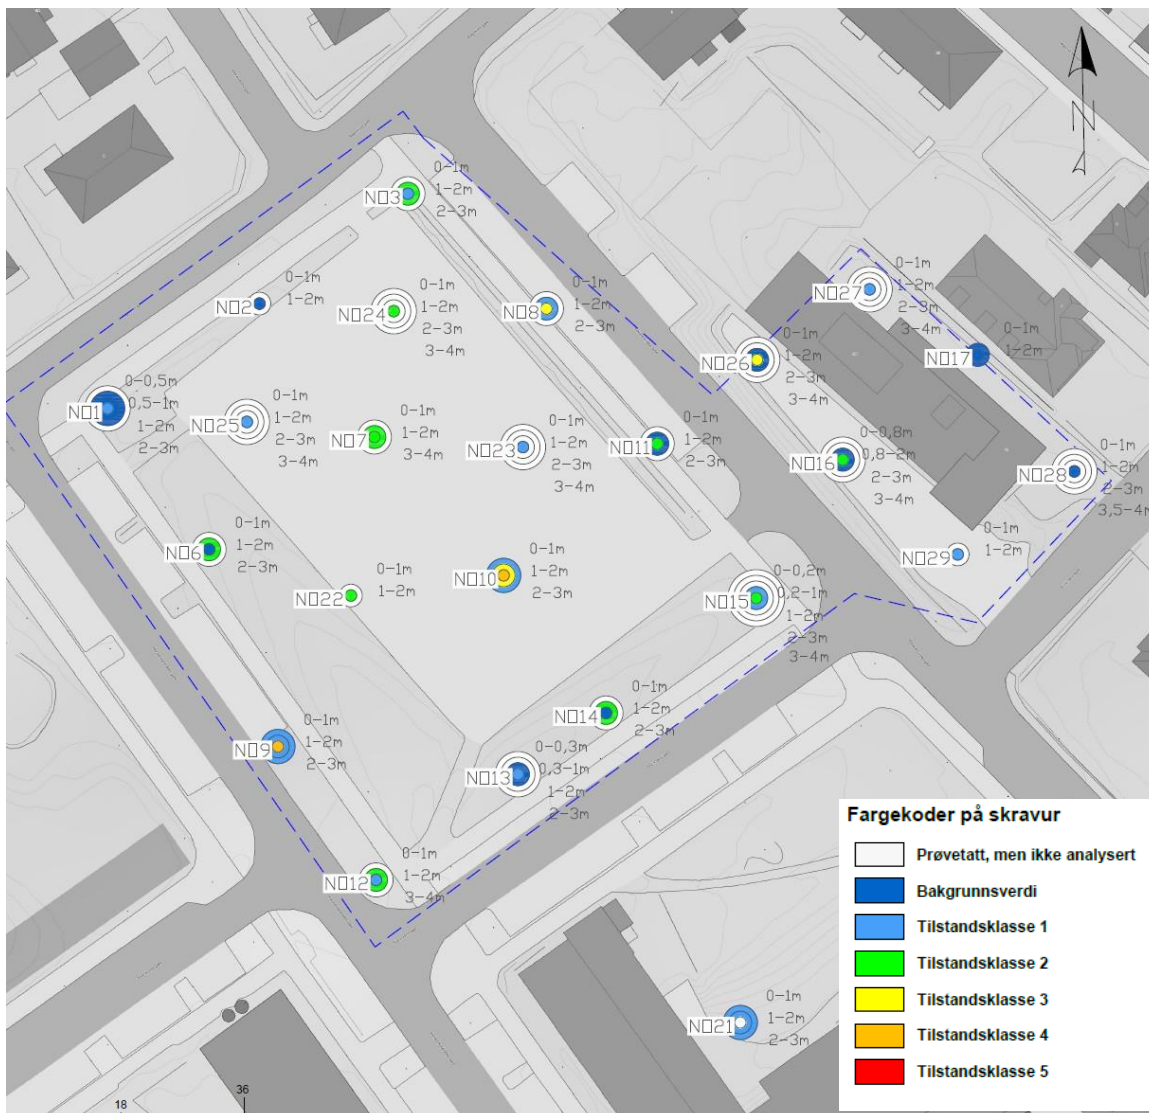 0-1m
1-2m
2-3m
NO3
0-1m
1-2m
NO2
0-1m
1-2m
2-3m
3-4m
NO24
0-1m
1-2m
2-3m
NO8
0-1m
1-2m
2-3m
3-4m
NO27
0-1m
1-2m
2-3m
3-4m
NO26
0-1m
1-2m
NO17
0-0,5m
0,5-1m
1-2m
2-3m
NO1
0-1m
1-2m
2-3m
3-4m
NO25
0-1m
1-2m
3-4m
NO7
0-1m
1-2m
2-3m
3-4m
NO23
0-1m
1-2m
2-3m
NO11
0-0,8m
0,8-2m
2-3m
3-4m
NO16
0-1m
1-2m
2-3m
3,5-4m
NO28
0-1m
1-2m
2-3m
NO6
0-1m
1-2m
NO22
0-1m
1-2m
2-3m
NO10
0-0,2m
0,2-1m
1-2m
2-3m
3-4m
NO15
0-1m
1-2m
NO29
0-1m
1-2m
2-3m
NO9
0-1m
1-2m
2-3m
NO14
0-0,3m
0,3-1m
1-2m
2-3m
NO13
0-1m
1-2m
3-4m
NO12
0-1m
1-2m
2-3m
NO21
N
36
18
Fargekoder på skravur
Prøvetatt, men ikke analysert
Bakgrunnsverdi
Tilstandsklasse 1
Tilstandsklasse 2
Tilstandsklasse 3
Tilstandsklasse 4
Tilstandsklasse 5